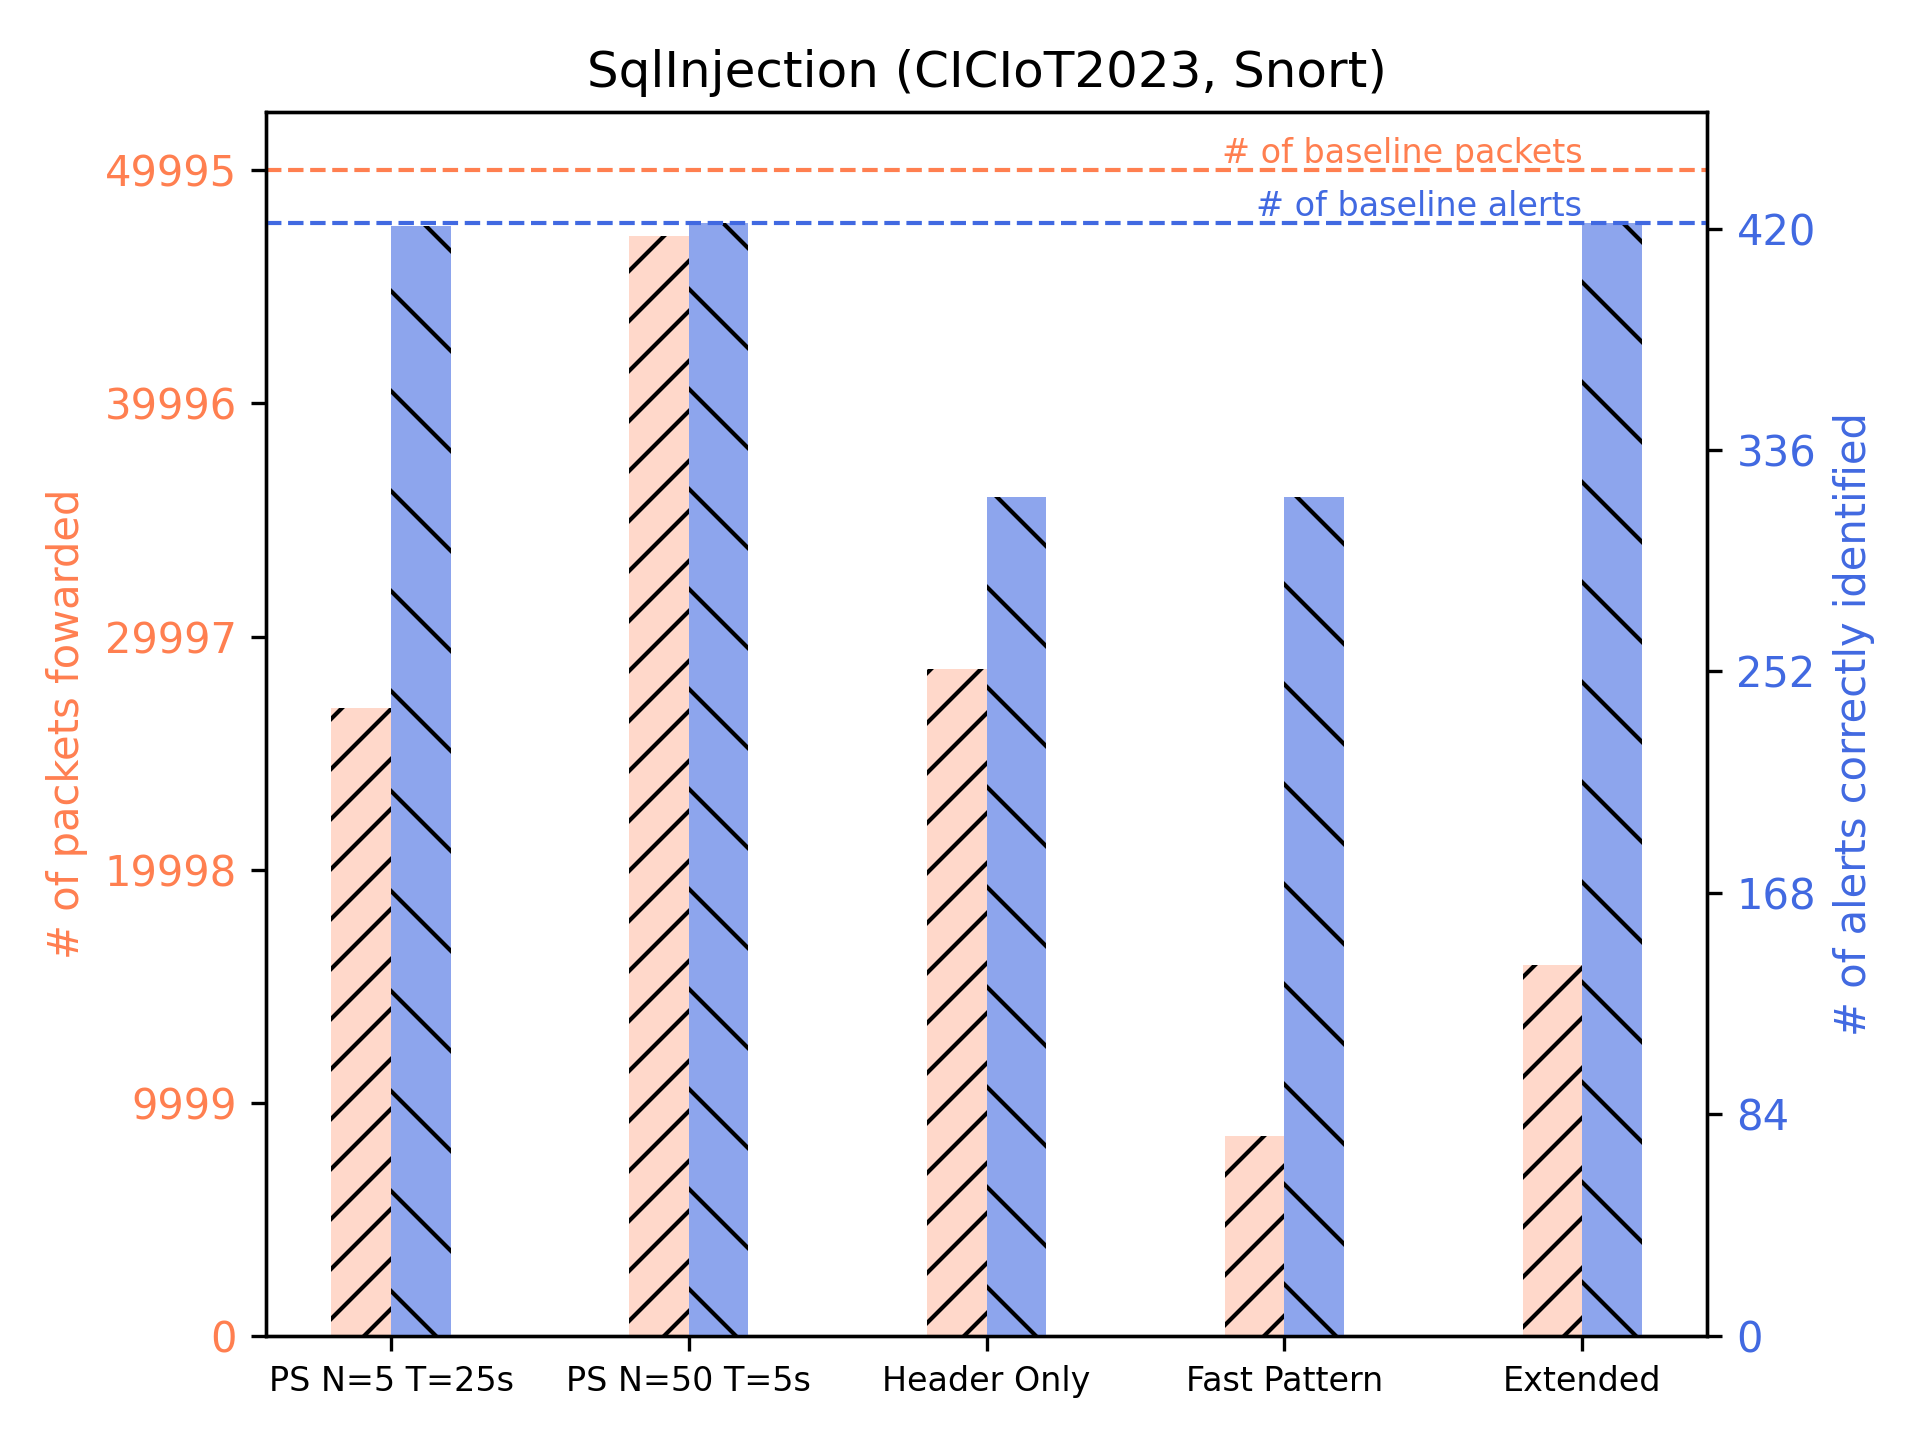 SqlInjection (CICIoT2023, Snort)
# of packets fowarded
49995
39996
29997
19998
9999
0
# of baseline packets
# of baseline alerts
420
336
252
168
84
0
# of alerts correctly identified
PS N=5 T=25s
PS N=50 T=5s
Header Only
Fast Pattern
Extended